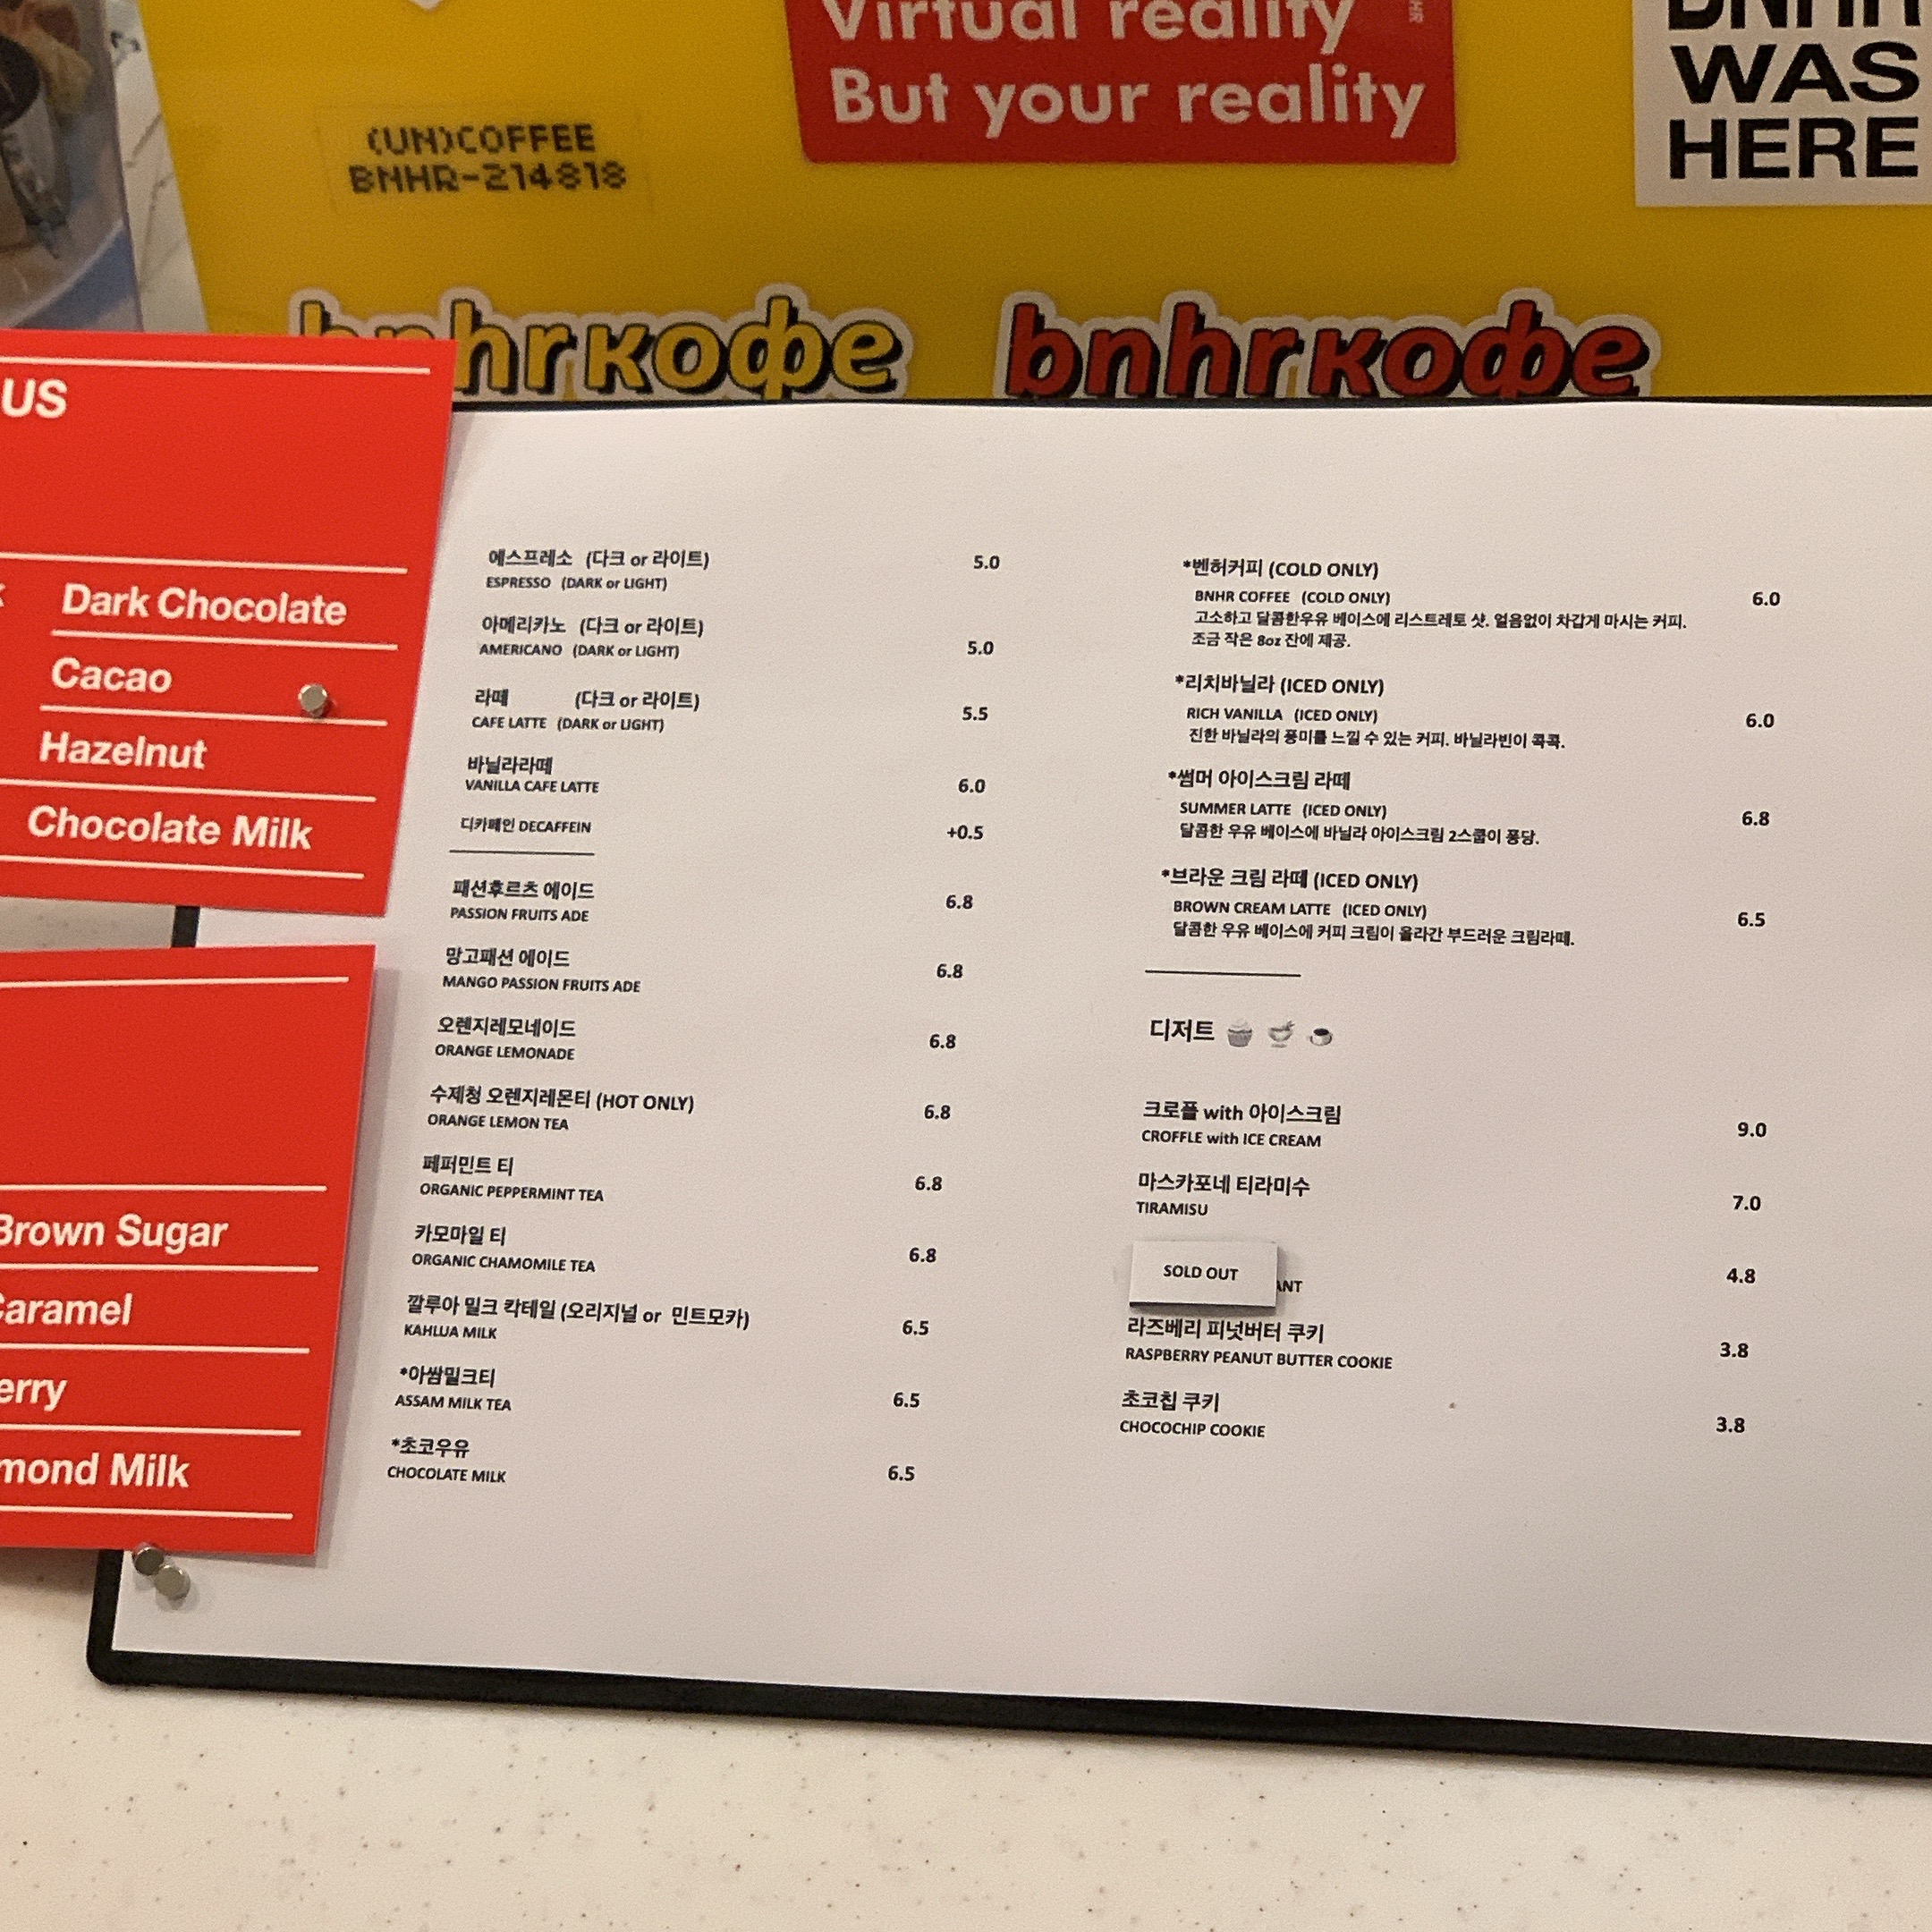 Virtual reality
But your reality
WAS
HERE
(UN)COFFEE
BNHR-214818
bnhrкофе
bnhrкофе
US
Dark Chocolate
Cacao
Hazelnut
Chocolate Milk
Brown Sugar
Caramel
erry
mond Milk
에스프레소 (다크 or 라이트)
ESPRESSO (DARK or LIGHT) 5.0
아메리카노 (다크 or 라이트)
AMERICANO (DARK or LIGHT) 5.0
라떼 (다크 or 라이트)
CAFE LATTE (DARK or LIGHT) 5.5
바닐라라떼
VANILLA CAFE LATTE 6.0
디카페인 DECAFFEIN +0.5
패션후르츠 에이드
PASSION FRUITS ADE 6.8
망고패션 에이드
MANGO PASSION FRUITS ADE 6.8
오렌지레모네이드
ORANGE LEMONADE 6.8
수제청 오렌지레몬티 (HOT ONLY)
ORANGE LEMON TEA 6.8
페퍼민트 티
ORGANIC PEPPERMINT TEA 6.8
카모마일 티
ORGANIC CHAMOMILE TEA 6.8
깔루아 밀크 칵테일 (오리지널 or 민트모카)
KAHLUA MILK 6.5
*아쌈밀크티
ASSAM MILK TEA 6.5
*초코우유
CHOCOLATE MILK 6.5
*벤허커피 (COLD ONLY)
BNHR COFFEE (COLD ONLY) 6.0
고소하고 달콤한우유 베이스에 리스트레토 샷. 얼음없이 차갑게 마시는 커피.
조금 작은 8oz 잔에 제공.
*리치바닐라 (ICED ONLY)
RICH VANILLA (ICED ONLY) 6.0
진한 바닐라의 풍미를 느낄 수 있는 커피. 바닐라빈이 콕콕.
*썸머 아이스크림 라떼
SUMMER LATTE (ICED ONLY) 6.8
달콤한 우유 베이스에 바닐라 아이스크림 2스쿱이 퐁당.
*브라운 크림 라떼 (ICED ONLY)
BROWN CREAM LATTE (ICED ONLY) 6.5
달콤한 우유 베이스에 커피 크림이 올라간 부드러운 크림라떼.
디저트
크로플 with 아이스크림
CROFFLE with ICE CREAM 9.0
마스카포네 티라미수
TIRAMISU 7.0
SOLD OUT ANT 4.8
라즈베리 피넛버터 쿠키
RASPBERRY PEANUT BUTTER COOKIE 3.8
초코칩 쿠키
CHOCOCHIP COOKIE 3.8